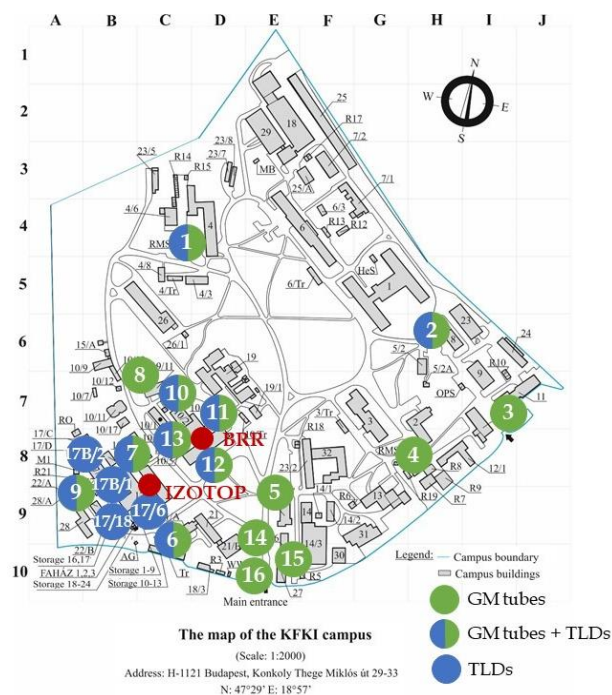 A B C D E F G H I J
1
2
3
4
5
6
7
8
9
10
N
W
E
S
25
18
R17
29
7/2
23/8
23/7
23/5
R14
R15
MB
25/A
7/1
4/6
6/3
R13
R12
RMS
1
4
6
4/8
4/Tr
4/3
6/Tr
HeS
1
26
26/1
2
23
8
24
5/2
5/2A
9
R10
OPS
11
15/A
10/9
10/12
10/7
10/11
8
10
19
19/1
11
3/Tr
3
2
3
RO
17/C
17/D
M1
R21
22/A
28/A
28
17B/2
7
13
BRR
12
R18
32
23/2
RMS
4
R8
12/1
R7
R9
R19
17B/1
9
IZOTOP
17/6
17/18
5
14/1
R6
13
14
14/2
14/3
31
6
21
21/B
14
15
16
30
R5
27
22/B
AG
Tr
R3
18/3
Storage 16,17
FAHÁZ 1,2,3
Storage 18-24
Storage 1-9
Storage 10-13
Main entrance
Legend:
Campus boundary
Campus buildings
GM tubes
GM tubes + TLDs
TLDs
The map of the KFKI campus
(Scale: 1:2000)
Address: H-1121 Budapest, Konkoly Thege Miklós út 29-33
N: 47°29' E: 18°57'